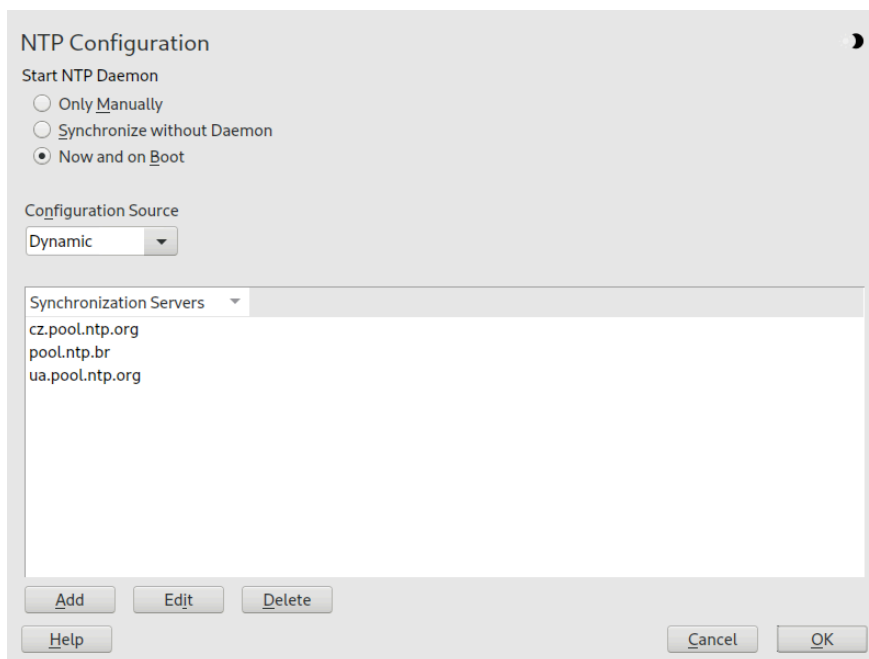 NTP Configuration
Start NTP Daemon
Only Manually
Synchronize without Daemon
Now and on Boot
Configuration Source
Dynamic
Synchronization Servers
cz.pool.ntp.org
pool.ntp.br
ua.pool.ntp.org
Add Edit Delete
Help Cancel OK